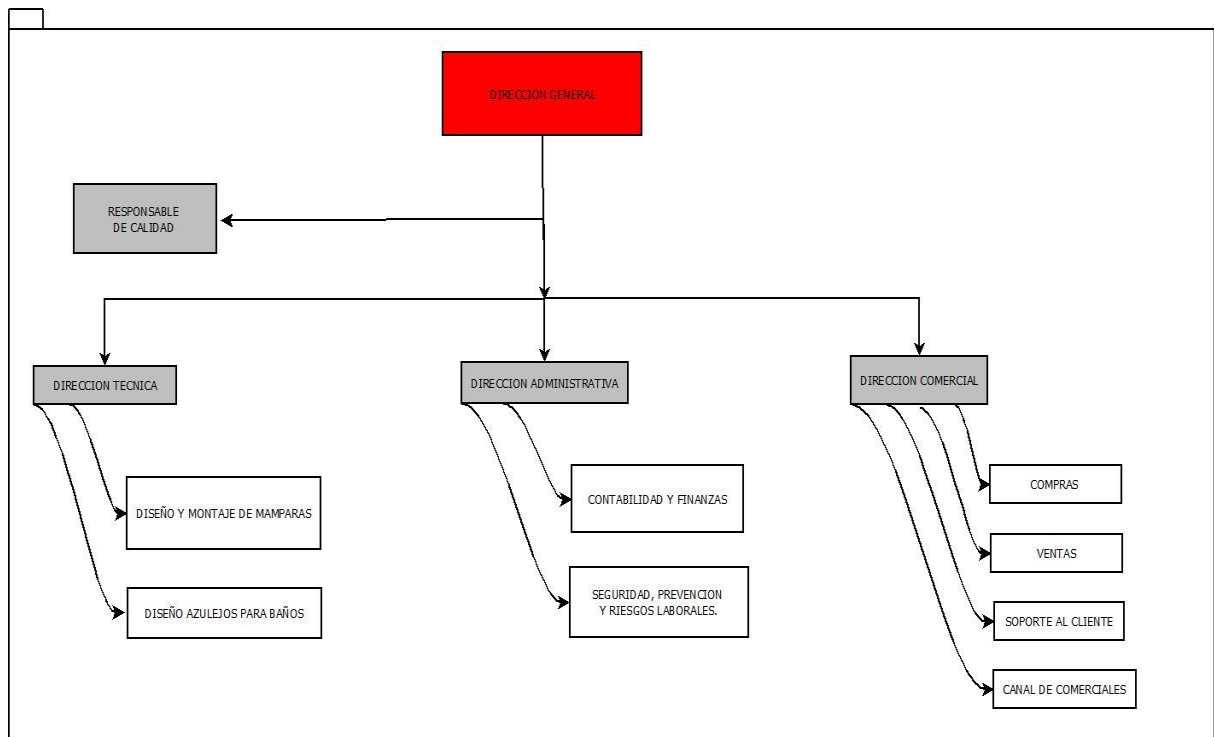 DIRECCION GENERAL
RESPONSABLE
DE CALIDAD
DIRECCION TECNICA
DIRECCION ADMINISTRATIVA
DIRECCION COMERCIAL
DISEÑO Y MONTAJE DE MAMPARAS
DISEÑO AZULEJOS PARA BAÑOS
CONTABILIDAD Y FINANZAS
SEGURIDAD, PREVENCION
Y RIESGOS LABORALES.
COMPRAS
VENTAS
SOPORTE AL CLIENTE
CANAL DE COMERCIALES